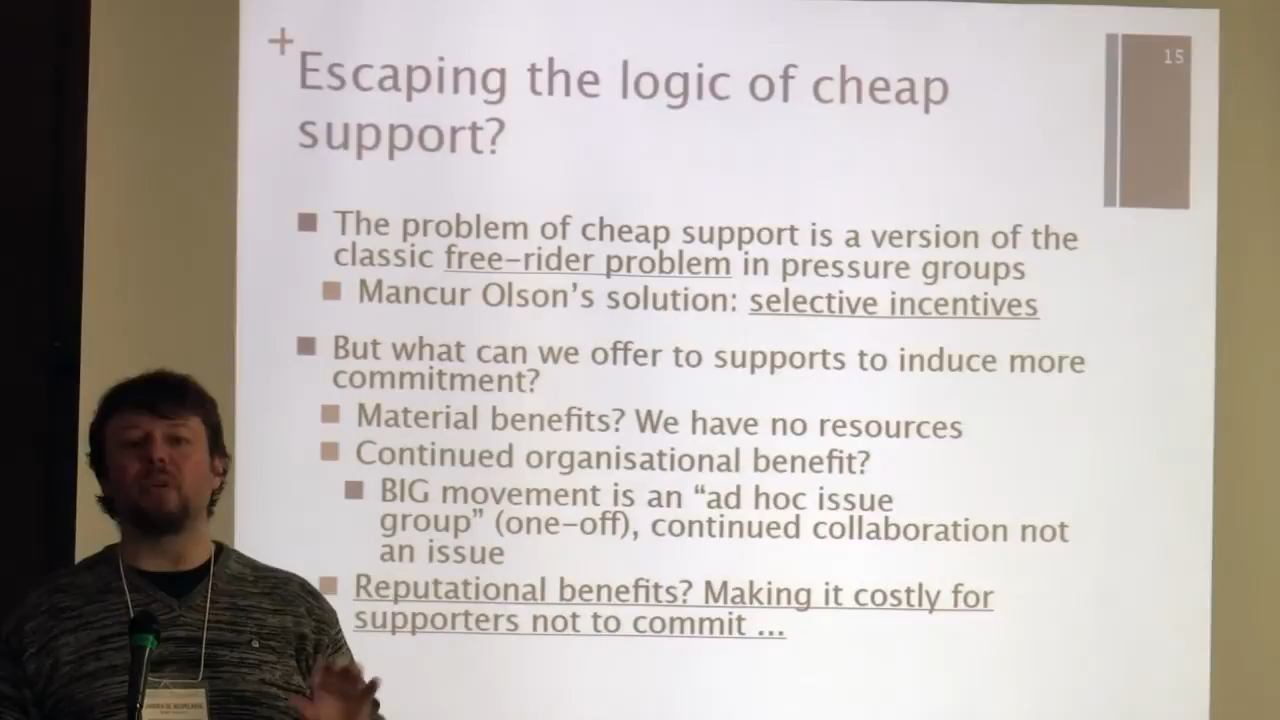 +
15
Escaping the logic of cheap
support?
■ The problem of cheap support is a version of the
classic free-rider problem in pressure groups
■ Mancur Olson's solution: selective incentives
■ But what can we offer to supports to induce more
commitment?
■ Material benefits? We have no resources
■ Continued organisational benefit?
■ BIG movement is an “ad hoc issue
group” (one-off), continued collaboration not
an issue
■ Reputational benefits? Making it costly for
supporters not to commit ...